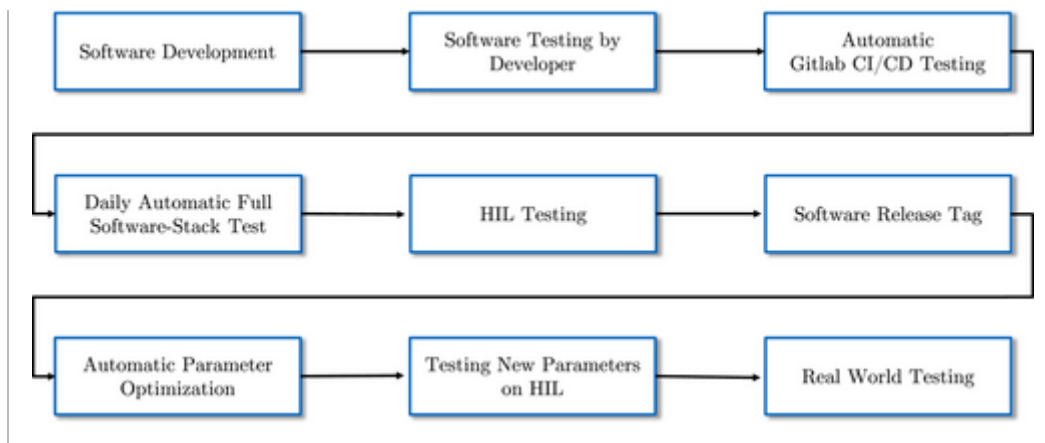 Software Development
Software Testing by
Developer
Automatic
Gitlab CI/CD Testing
Daily Automatic Full
Software-Stack Test
HIL Testing
Software Release Tag
Automatic Parameter
Optimization
Testing New Parameters
on HIL
Real World Testing